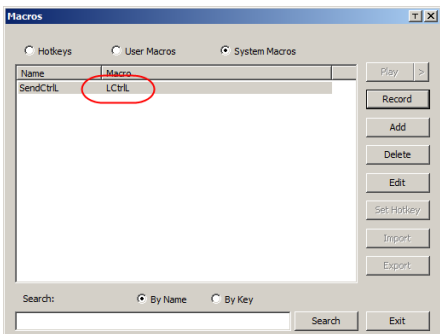 Macros T X
Hotkeys User Macros System Macros
Name Macro
SendCtrlL LCtrlL
Play >
Record
Add
Delete
Edit
Set Hotkey
Import
Export
Search: By Name By Key
Search Exit